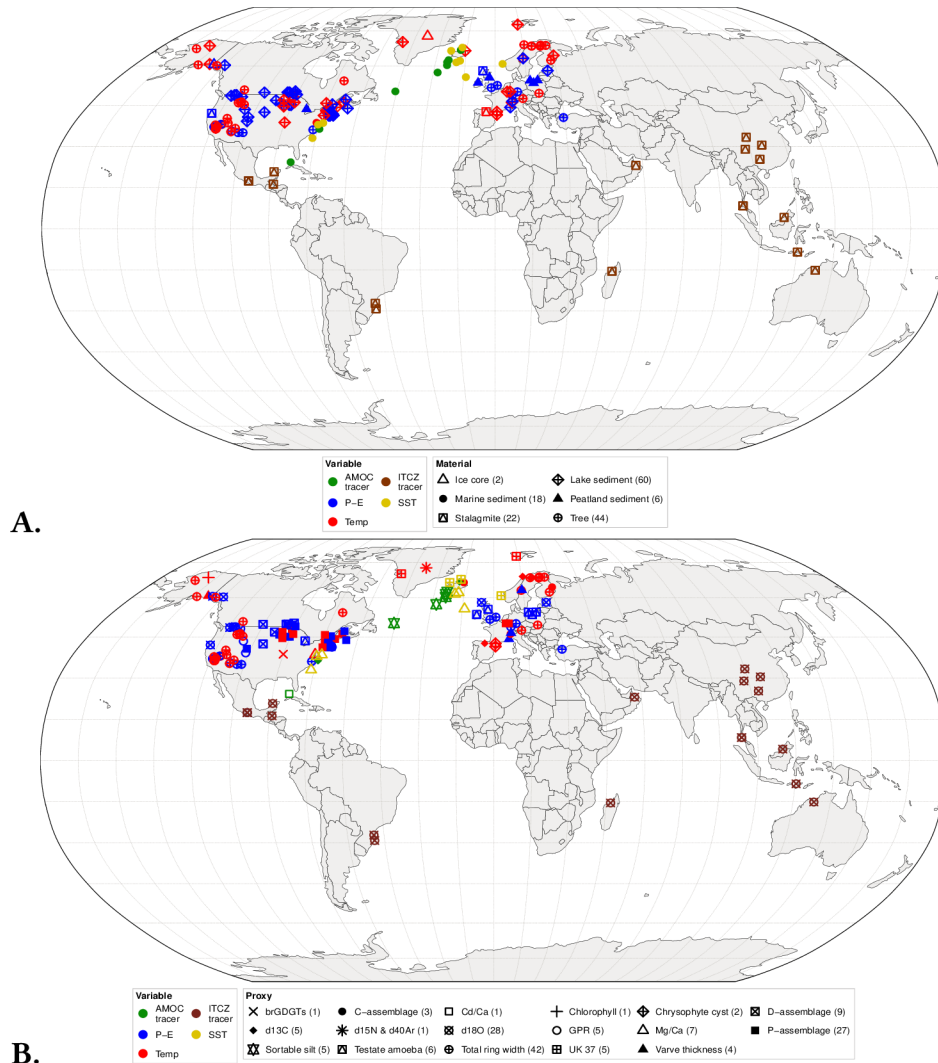 Variable
AMOC tracer
ITCZ tracer
P−E
SST
Temp
Material
Ice core (2)
Lake sediment (60)
Marine sediment (18)
Peatland sediment (6)
Stalagmite (22)
Tree (44)
A.
Variable
AMOC tracer
ITCZ tracer
P−E
SST
Temp
Proxy
brGDGTs (1)
C−assemblage (3)
Cd/Ca (1)
Chlorophyll (1)
Chrysophyte cyst (2)
D−assemblage (9)
d13C (5)
d15N & d40Ar (1)
d18O (28)
GPR (5)
Mg/Ca (7)
P−assemblage (27)
Sortable silt (5)
Testate amoeba (6)
Total ring width (42)
UK 37 (5)
Varve thickness (4)
B.